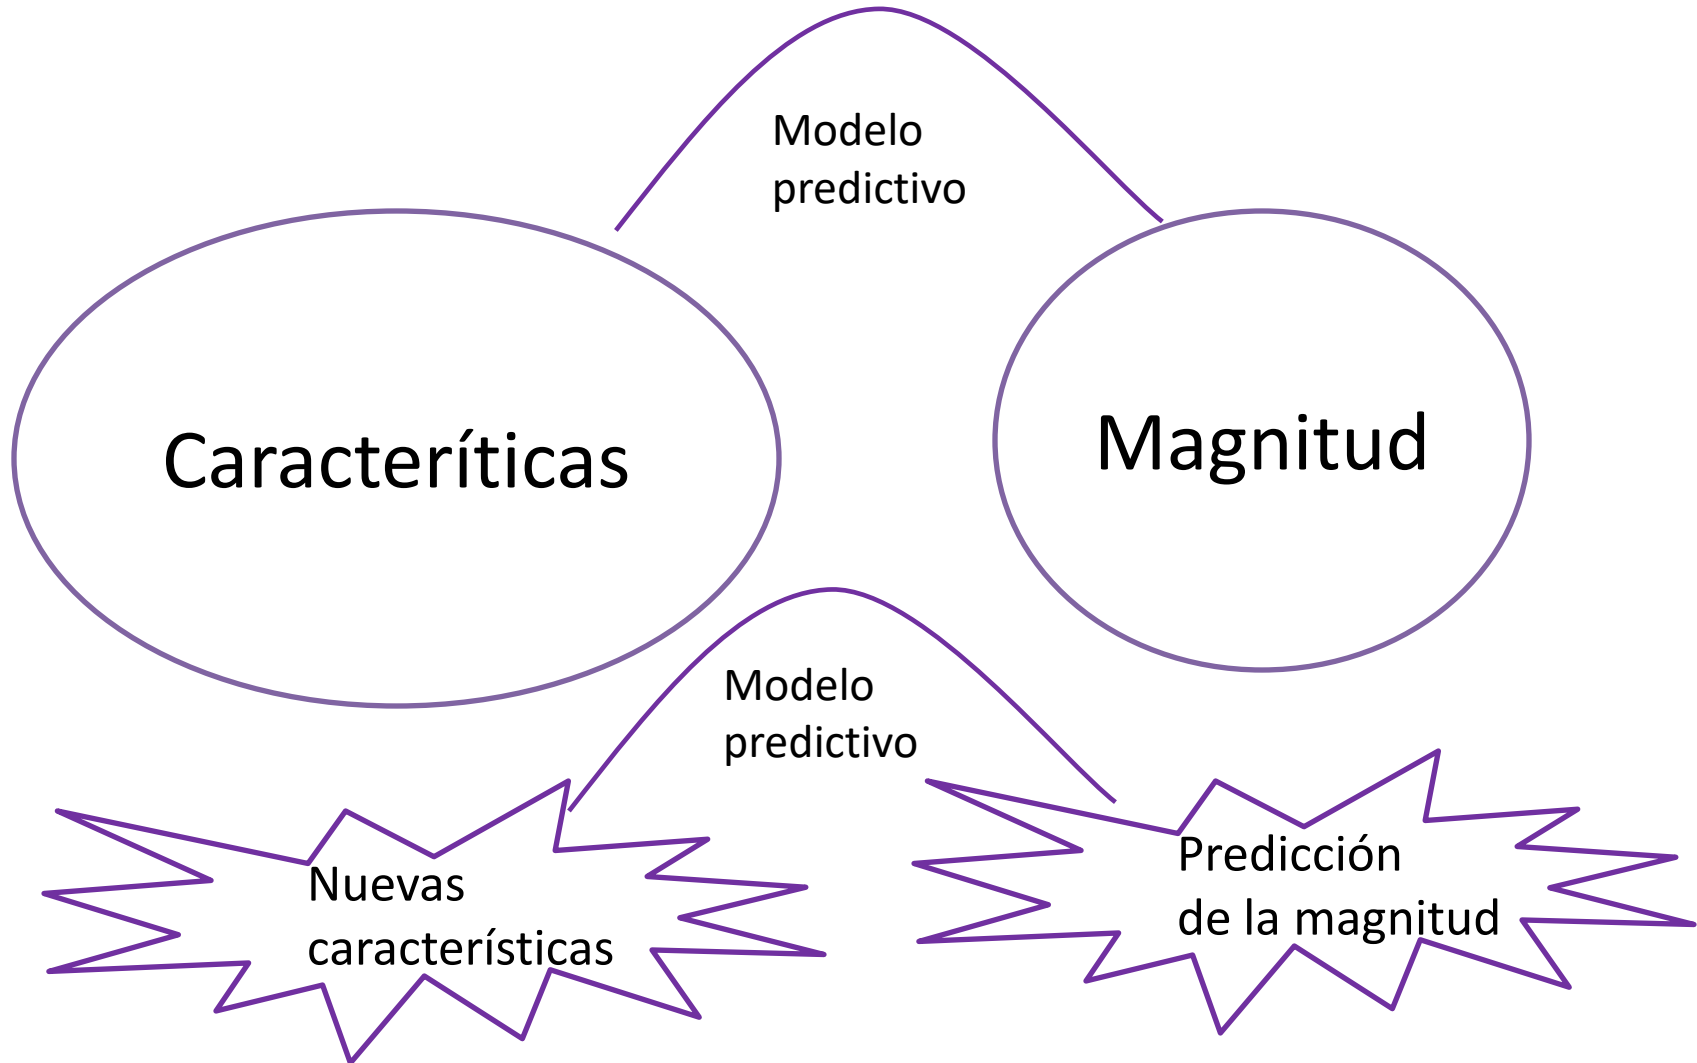 Modelo
predictivo
Caracteríticas
Magnitud
Modelo
predictivo
Nuevas
características
Predicción
de la magnitud